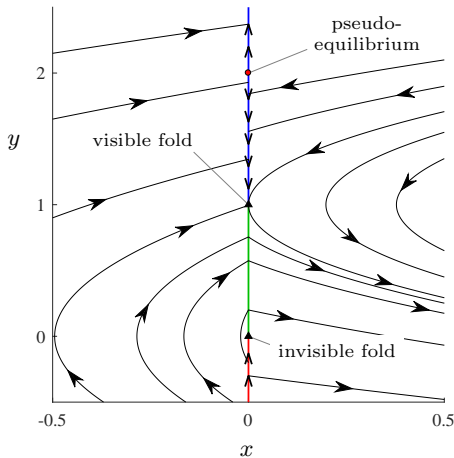 pseudo-
equilibrium
2
y
visible fold
1
0
invisible fold
-0.5
0
0.5
x